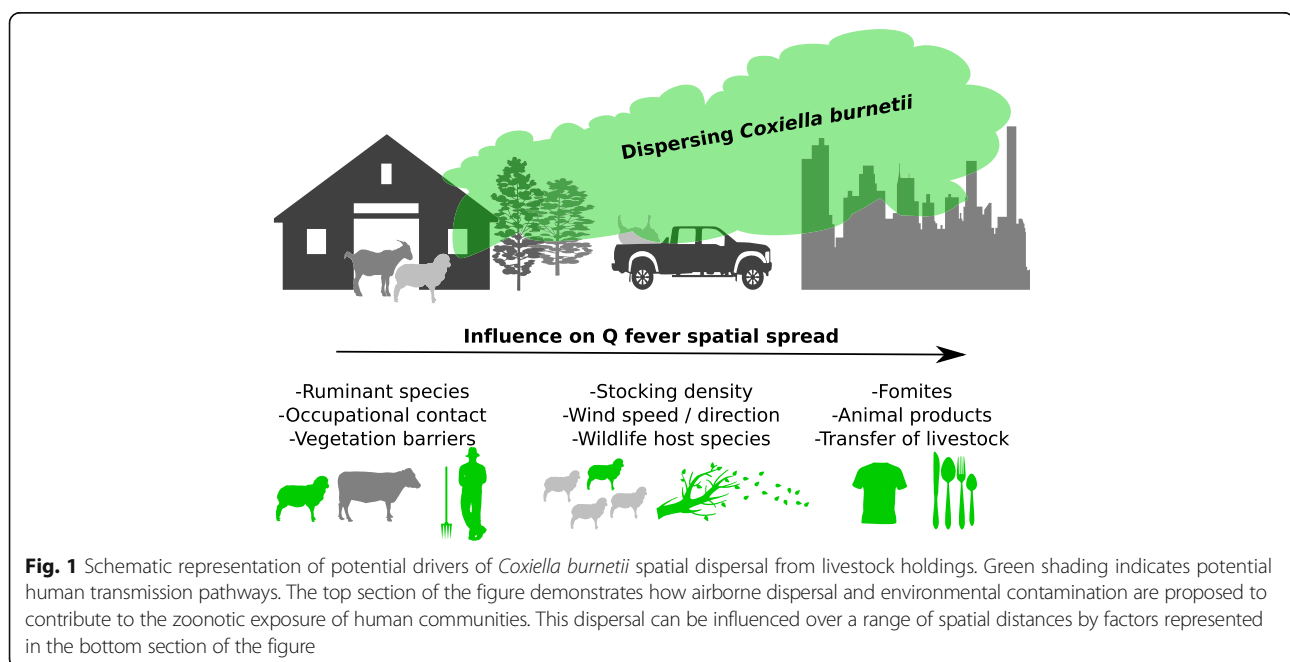 Dispersing Coxiella burnetii
Influence on Q fever spatial spread
-Ruminant species
-Occupational contact
-Vegetation barriers
-Stocking density
-Wind speed / direction
-Wildlife host species
-Fomites
-Animal products
-Transfer of livestock
Fig. 1 Schematic representation of potential drivers of Coxiella burnetii spatial dispersal from livestock holdings. Green shading indicates potential
human transmission pathways. The top section of the figure demonstrates how airborne dispersal and environmental contamination are proposed to
contribute to the zoonotic exposure of human communities. This dispersal can be influenced over a range of spatial distances by factors represented
in the bottom section of the figure